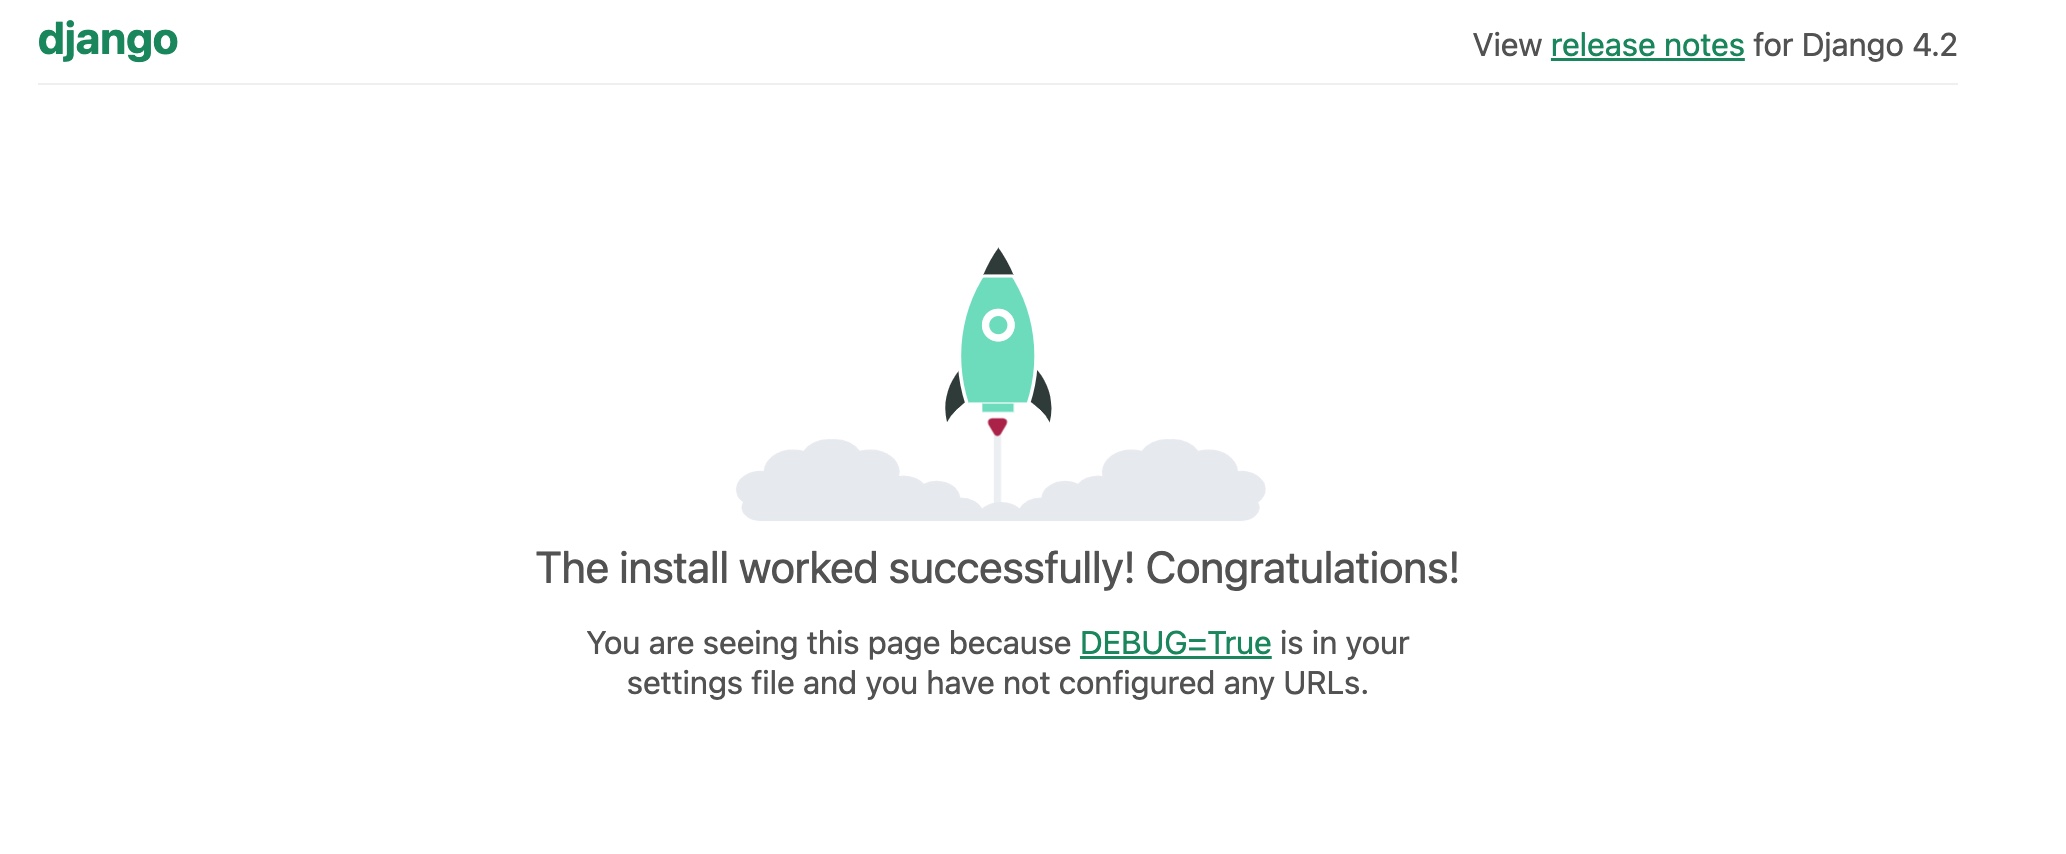 django
View release notes for Django 4.2
The install worked successfully! Congratulations!
You are seeing this page because DEBUG=True is in your
settings file and you have not configured any URLs.